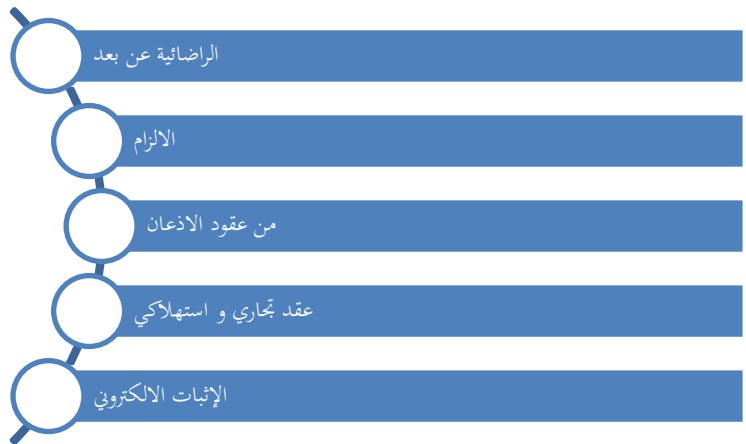 الراضائية عن بعد
الالزام
من عقود الاذعان
عقد تجاري و استهلاكي
الإثبات الالكتروني